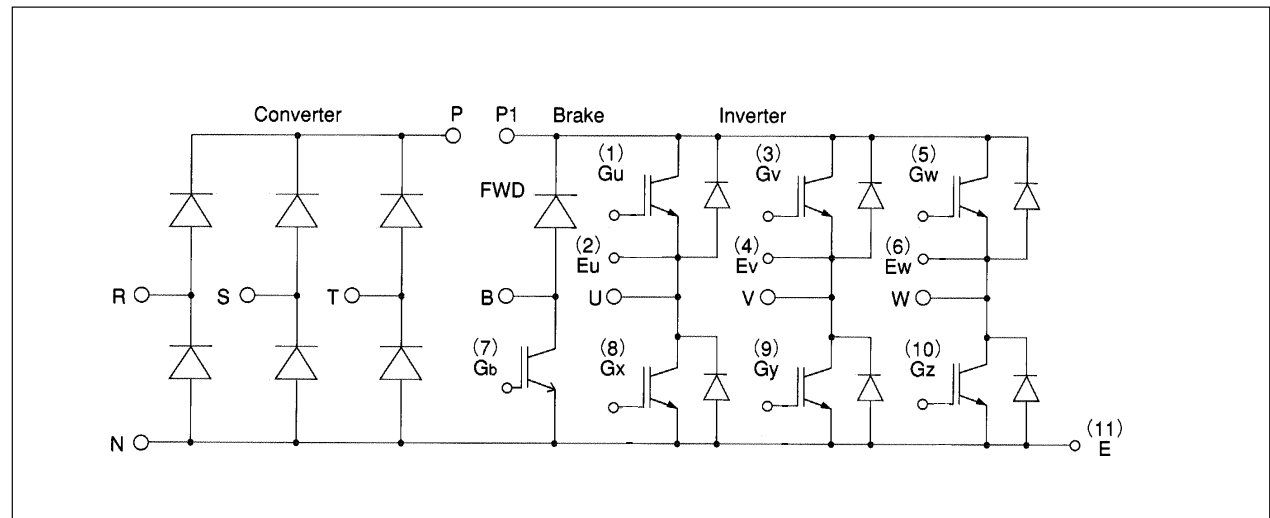 Converter P P1 Brake Inverter
(1) (3) (5)
Gu Gv Gw
FWD
(2) (4) (6)
Eu Ev Ew
R S T B U V W
(7) (8) (9) (10)
Gb Gx Gy Gz
(11)
N E